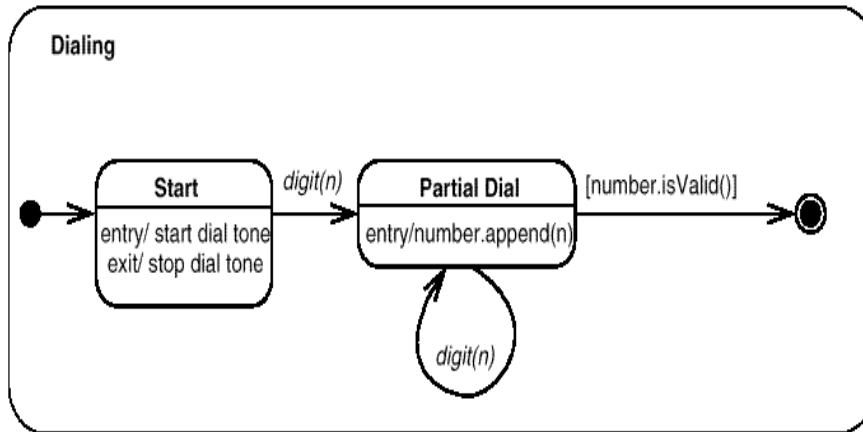 Dialing
Start
entry/ start dial tone
exit/ stop dial tone
digit(n)
Partial Dial
entry/number.append(n)
digit(n)
[number.isValid()]